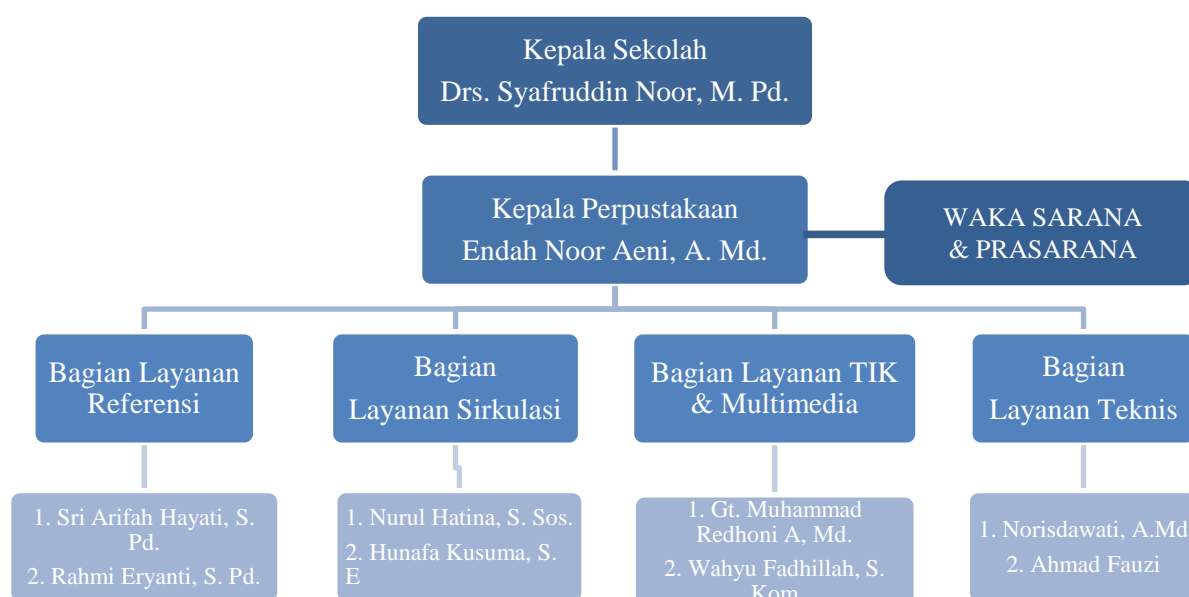 Kepala Sekolah
Drs. Syafruddin Noor, M. Pd.
Kepala Perpustakaan
Endah Noor Aeni, A. Md.
WAKA SARANA
& PRASARANA
Bagian Layanan
Referensi
Bagian
Layanan Sirkulasi
Bagian Layanan TIK
& Multimedia
Bagian
Layanan Teknis
1. Sri Arifah Hayati, S.
Pd.
2. Rahmi Eryanti, S. Pd.
1. Nurul Hatina, S. Sos.
2. Hunafa Kusuma, S.
E
1. Gt. Muhammad
Redhoni A, Md.
2. Wahyu Fadhillah, S.
Kom
1. Norisdawati, A.Md
2. Ahmad Fauzi